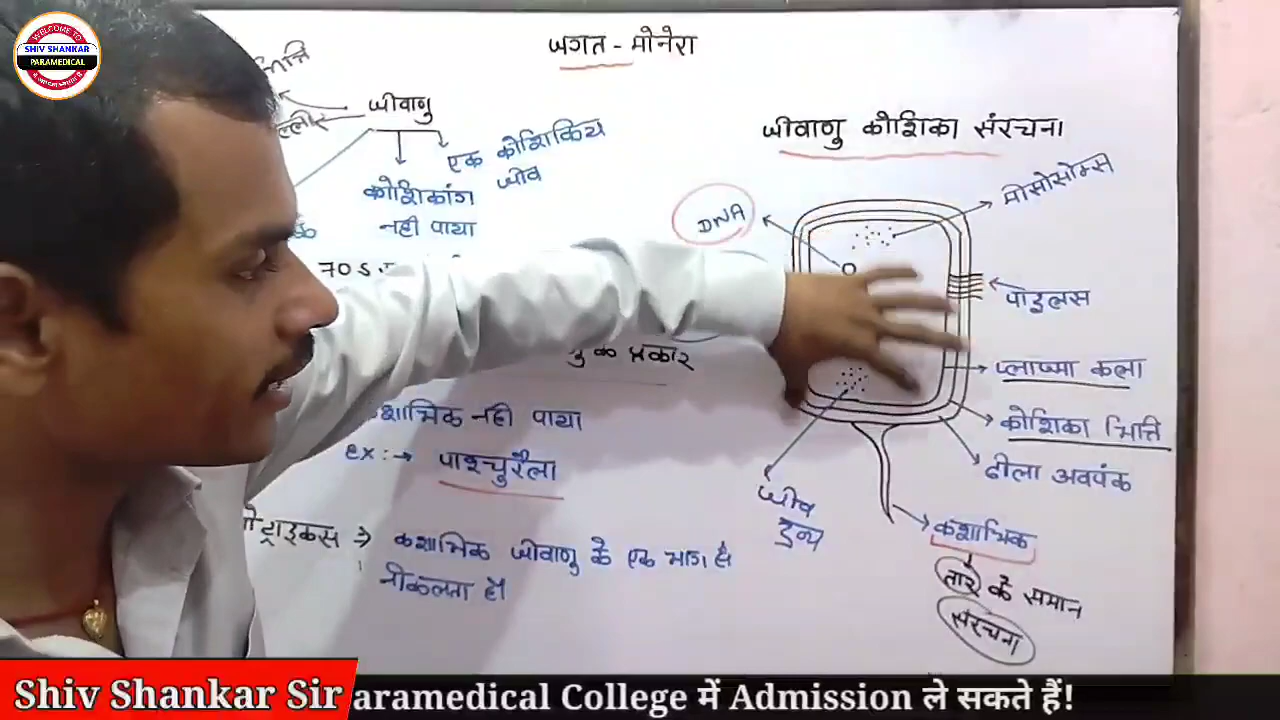 WELCOME TO
SHIV SHANKAR
PARAMEDICAL
जगत - मोनेरा
जीवाणु
एक कोशिकिय
जीव
कोशिकांग
नही पाया
70 S
के प्रकार
नही पाया
ex : → पाश्चुरैला
⇒ कशाभिक जीवाणु के एक भाग से
नीकलता है
जीवाणु कोशिका संरचना
मोसोसोम्स
DNA
पाइलस
प्लाज्मा कला
कोशिका भित्ति
ढीला अवपंक
जीव
द्रव्य
कशाभिक
तार के समान
संरचना
Shiv Shankar Sir
aramedical College में Admission ले सकते हैं!